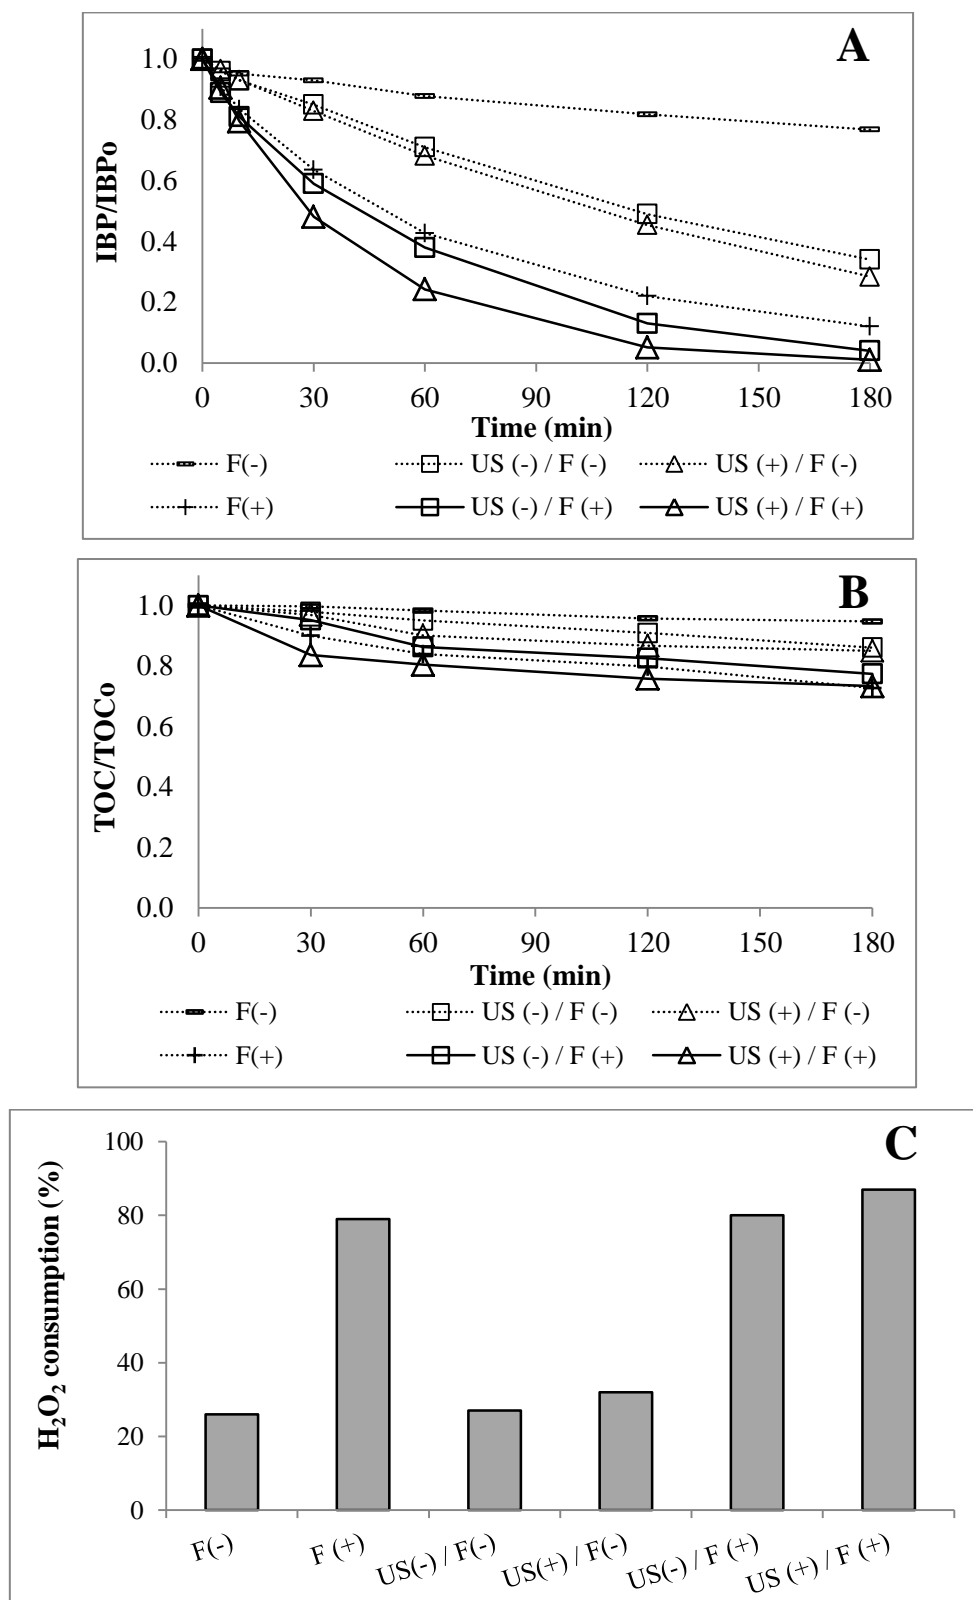 A
1.0
0.8
0.6
0.4
0.2
0.0
IBP/IBPo
0 30 60 90 120 150 180
Time (min)
F(-) US (-) / F (-) US (+) / F (-)
F(+) US (-) / F (+) US (+) / F (+)
B
1.0
0.8
0.6
0.4
0.2
0.0
TOC/TOCo
0 30 60 90 120 150 180
Time (min)
F(-) US (-) / F (-) US (+) / F (-)
F(+) US (-) / F (+) US (+) / F (+)
C
100
80
60
40
20
0
H₂O₂ consumption (%)
F(-) F (+) US(-) / F(-) US(+) / F(-) US(-) / F (+) US (+) / F (+)